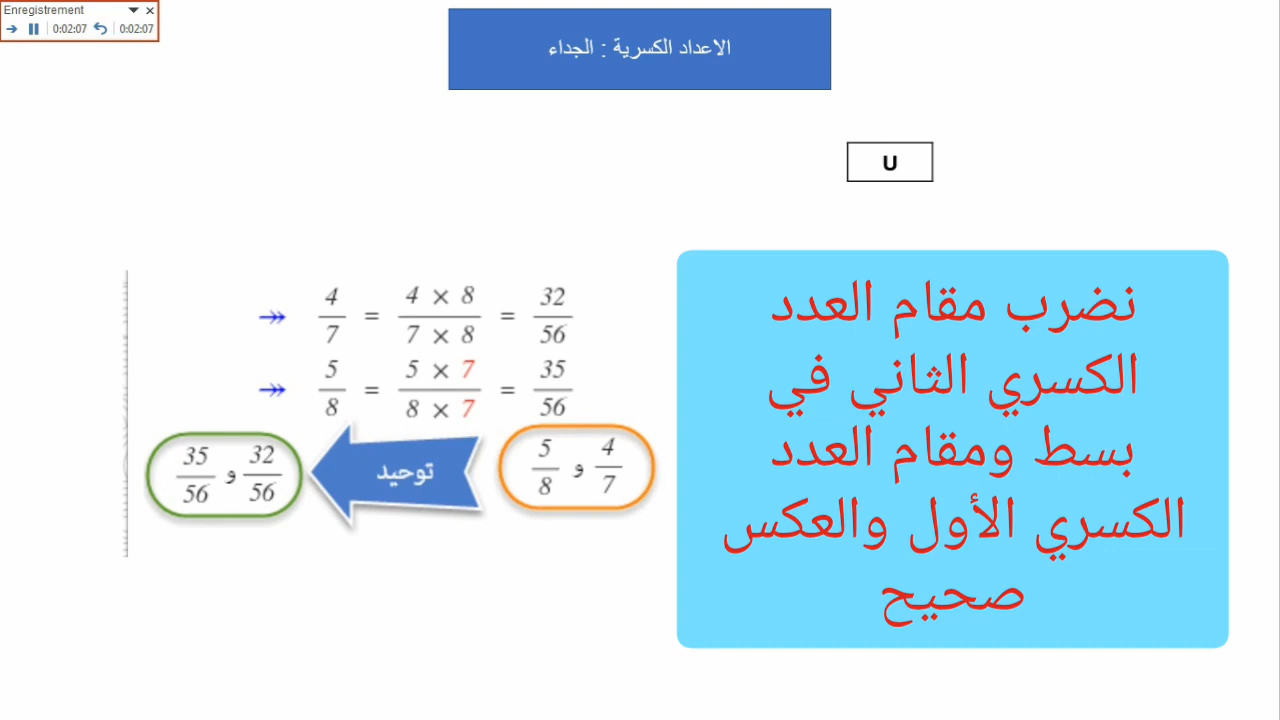 Enregistrement
0:02:07 0:02:07
الاعداد الكسرية : الجداء
U
نضرب مقام العدد
الكسري الثاني في
بسط ومقام العدد
الكسري الأول والعكس
صحيح
4/7 = (4 × 8)/(7 × 8) = 32/56
5/8 = (5 × 7)/(8 × 7) = 35/56
4/7 و 5/8
توحيد
32/56 و 35/56